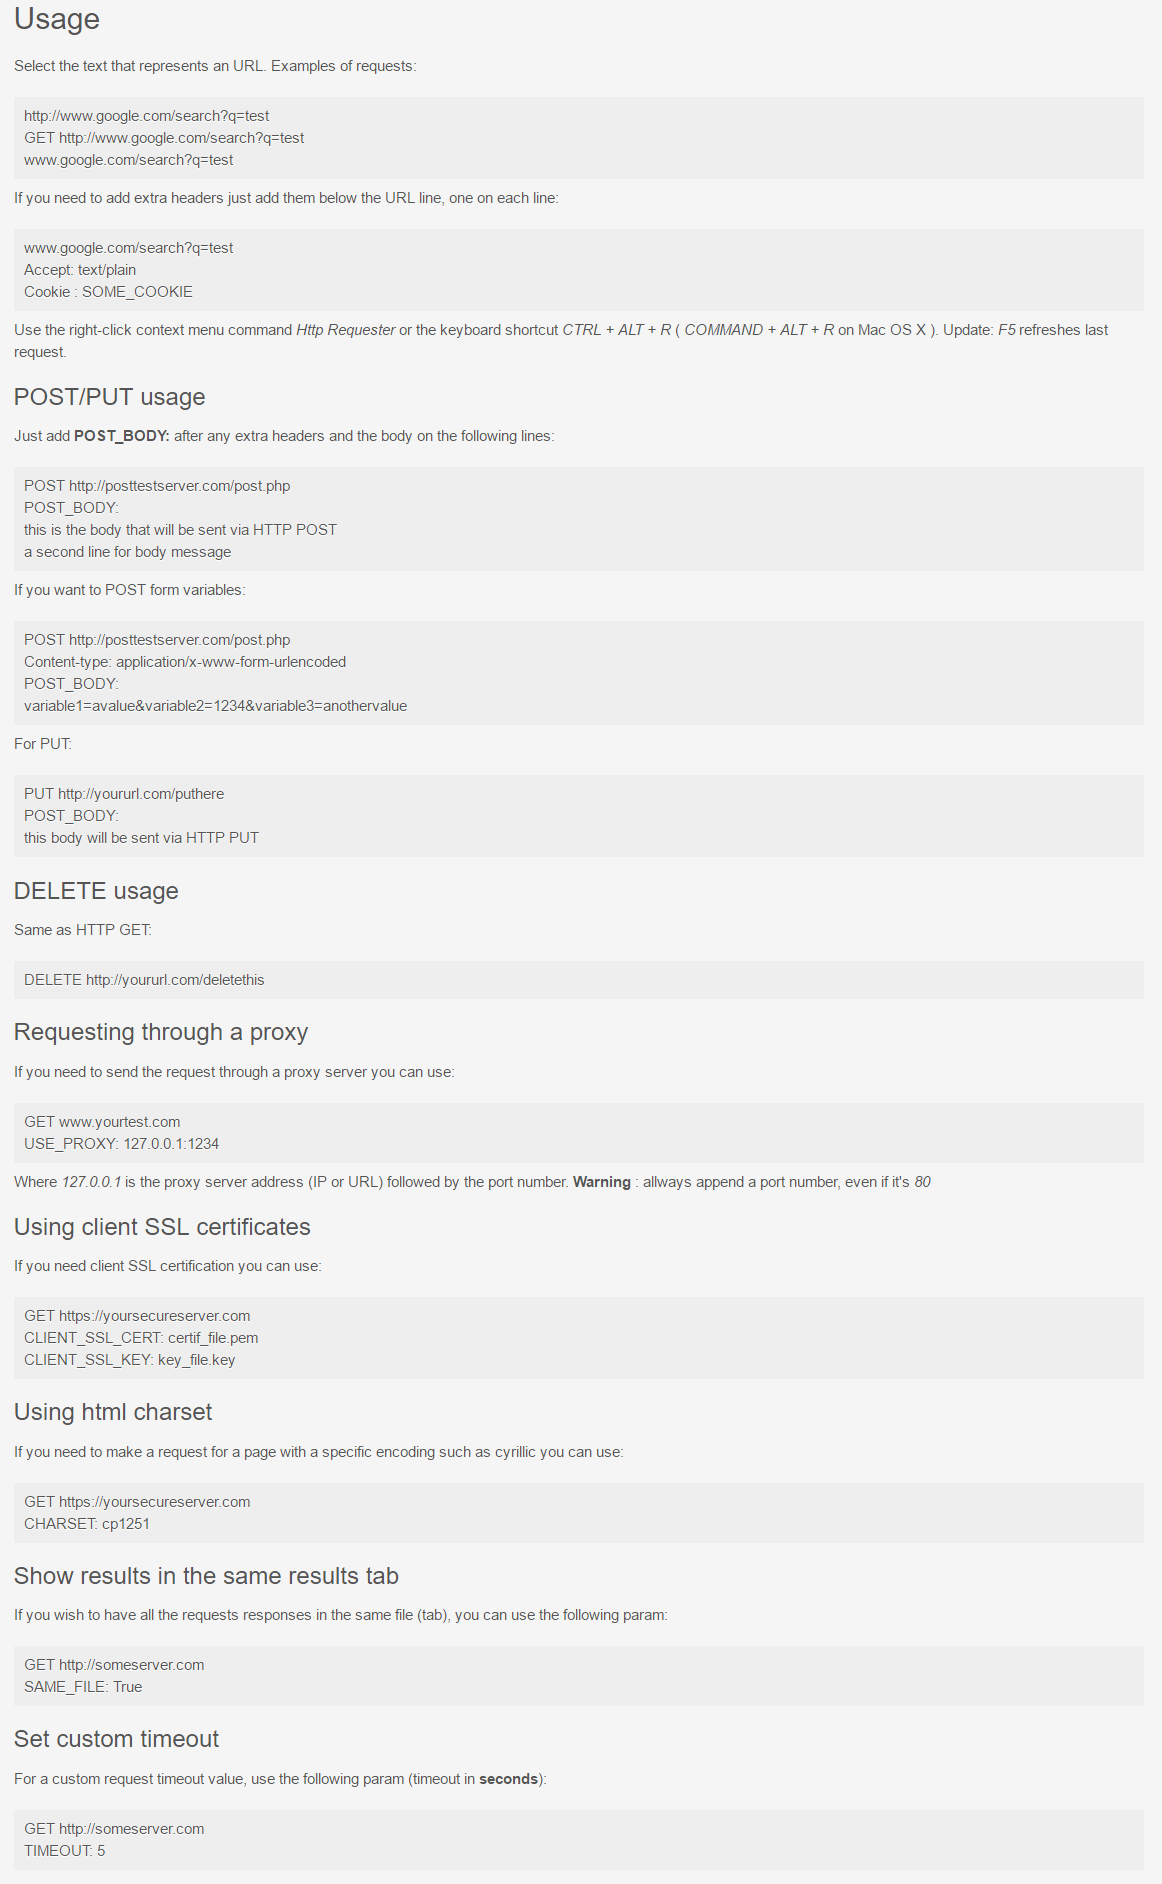 Usage
Select the text that represents an URL. Examples of requests:
http://www.google.com/search?q=test
GET http://www.google.com/search?q=test
www.google.com/search?q=test
If you need to add extra headers just add them below the URL line, one on each line:
www.google.com/search?q=test
Accept: text/plain
Cookie : SOME_COOKIE
Use the right-click context menu command Http Requester or the keyboard shortcut CTRL + ALT + R ( COMMAND + ALT + R on Mac OS X ). Update: F5 refreshes last
request.
POST/PUT usage
Just add POST_BODY: after any extra headers and the body on the following lines:
POST http://posttestserver.com/post.php
POST_BODY:
this is the body that will be sent via HTTP POST
a second line for body message
If you want to POST form variables:
POST http://posttestserver.com/post.php
Content-type: application/x-www-form-urlencoded
POST_BODY:
variable1=avalue&variable2=1234&variable3=anothervalue
For PUT:
PUT http://yoururl.com/puthere
POST_BODY:
this body will be sent via HTTP PUT
DELETE usage
Same as HTTP GET:
DELETE http://yoururl.com/deletethis
Requesting through a proxy
If you need to send the request through a proxy server you can use:
GET www.yourtest.com
USE_PROXY: 127.0.0.1:1234
Where 127.0.0.1 is the proxy server address (IP or URL) followed by the port number. Warning : allways append a port number, even if it's 80
Using client SSL certificates
If you need client SSL certification you can use:
GET https://yoursecureserver.com
CLIENT_SSL_CERT: certif_file.pem
CLIENT_SSL_KEY: key_file.key
Using html charset
If you need to make a request for a page with a specific encoding such as cyrillic you can use:
GET https://yoursecureserver.com
CHARSET: cp1251
Show results in the same results tab
If you wish to have all the requests responses in the same file (tab), you can use the following param:
GET http://someserver.com
SAME_FILE: True
Set custom timeout
For a custom request timeout value, use the following param (timeout in seconds):
GET http://someserver.com
TIMEOUT: 5